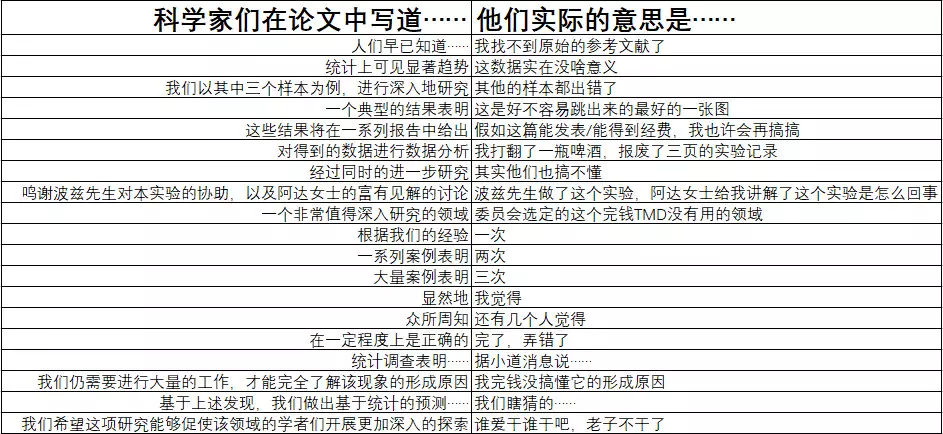 科学家们在论文中写道…… 他们实际的意思是……
人们早已知道…… 我找不到原始的参考文献了
统计上可见显著趋势 这数据实在没啥意义
我们以其中三个样本为例，进行深入地研究 其他的样本都出错了
一个典型的结果表明 这是好不容易跳出来的最好的一张图
这些结果将在一系列报告中给出 假如这篇能发表/能得到经费，我也许会再搞搞
对得到的数据进行数据分析 我打翻了一瓶啤酒，报废了三页的实验记录
经过同时的进一步研究 其实他们也搞不懂
鸣谢波兹先生对本实验的协助，以及阿达女士的富有见解的讨论 波兹先生做了这个实验，阿达女士给我讲解了这个实验是怎么回事
一个非常值得深入研究的领域 委员会选定的这个完钱TMD没有用的领域
根据我们的经验 一次
一系列案例表明 两次
大量案例表明 三次
显然地 我觉得
众所周知 还有几个人觉得
在一定程度上是正确的 完了，弄错了
统计调查表明…… 据小道消息说……
我们仍需要进行大量的工作，才能完全了解该现象的形成原因 我完钱没搞懂它的形成原因
基于上述发现，我们做出基于统计的预测…… 我们瞎猜的……
我们希望这项研究能够促使该领域的学者们开展更加深入的探索 谁爱干谁干吧，老子不干了